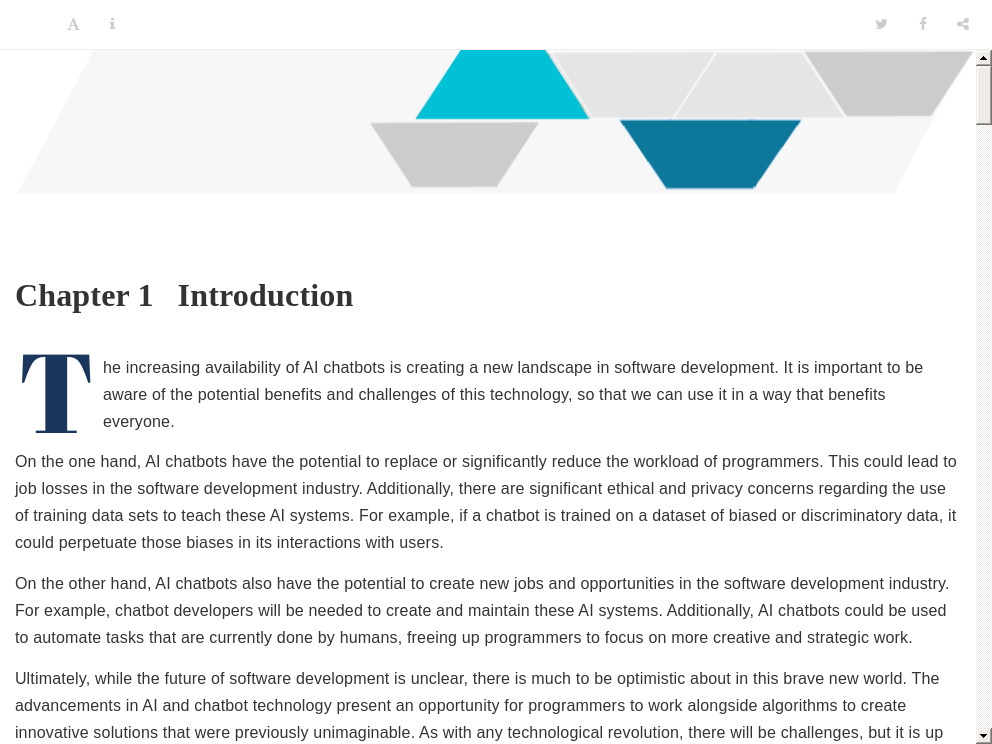 A
Chapter 1 Introduction
The increasing availability of AI chatbots is creating a new landscape in software development. It is important to be
aware of the potential benefits and challenges of this technology, so that we can use it in a way that benefits
everyone.
On the one hand, AI chatbots have the potential to replace or significantly reduce the workload of programmers. This could lead to
job losses in the software development industry. Additionally, there are significant ethical and privacy concerns regarding the use
of training data sets to teach these AI systems. For example, if a chatbot is trained on a dataset of biased or discriminatory data, it
could perpetuate those biases in its interactions with users.
On the other hand, AI chatbots also have the potential to create new jobs and opportunities in the software development industry.
For example, chatbot developers will be needed to create and maintain these AI systems. Additionally, AI chatbots could be used
to automate tasks that are currently done by humans, freeing up programmers to focus on more creative and strategic work.
Ultimately, while the future of software development is unclear, there is much to be optimistic about in this brave new world. The
advancements in AI and chatbot technology present an opportunity for programmers to work alongside algorithms to create
innovative solutions that were previously unimaginable. As with any technological revolution, there will be challenges, but it is up